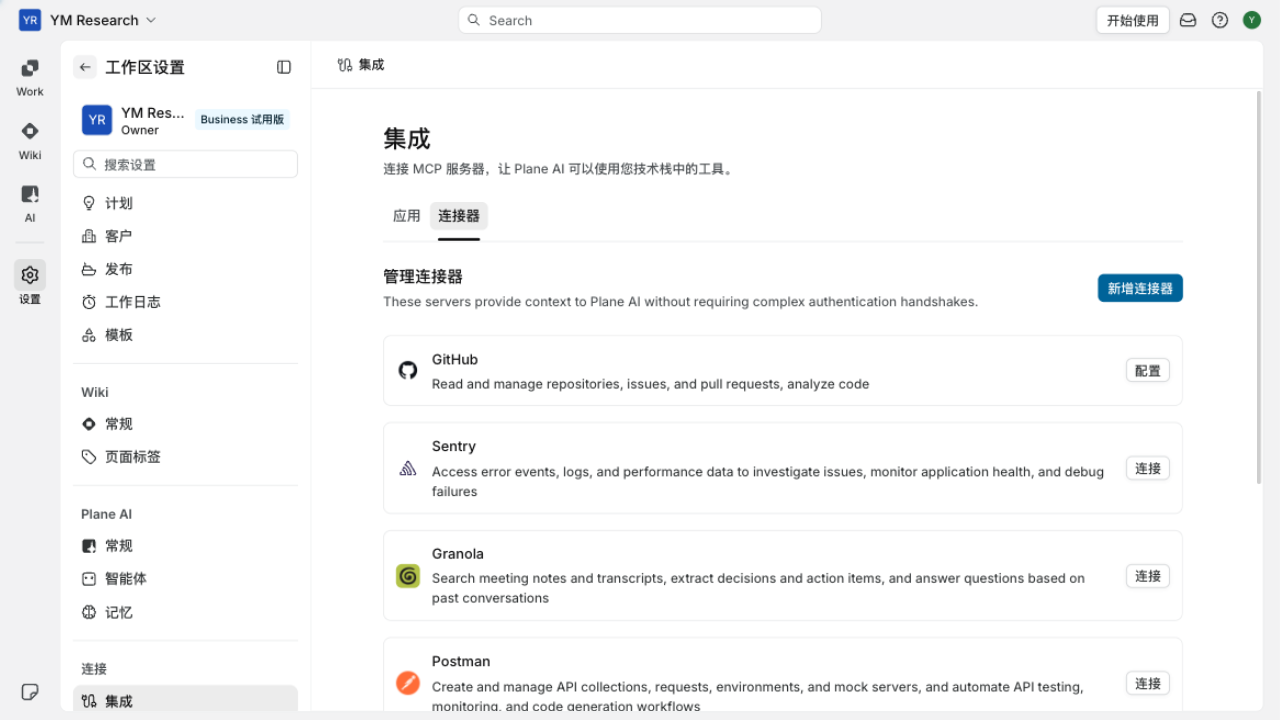 YR YM Research
Search
开始使用
Y
Work
Wiki
AI
设置
工作区设置
YR
YM Res...
Owner
Business 试用版
搜索设置
计划
客户
发布
工作日志
模板
Wiki
常规
页面标签
Plane AI
常规
智能体
记忆
连接
集成
集成
集成
连接 MCP 服务器，让 Plane AI 可以使用您技术栈中的工具。
应用 连接器
管理连接器
These servers provide context to Plane AI without requiring complex authentication handshakes.
新增连接器
GitHub
Read and manage repositories, issues, and pull requests, analyze code
配置
Sentry
Access error events, logs, and performance data to investigate issues, monitor application health, and debug
failures
连接
Granola
Search meeting notes and transcripts, extract decisions and action items, and answer questions based on
past conversations
连接
Postman
Create and manage API collections, requests, environments, and mock servers, and automate API testing,
monitoring, and code generation workflows
连接